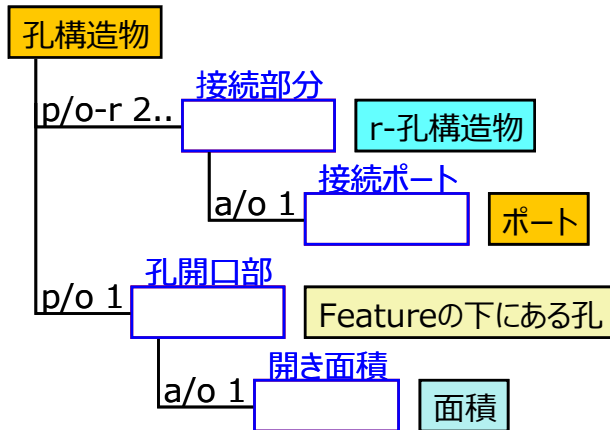 孔構造物
接続部分
p/o-r 2..
r-孔構造物
接続ポート
a/o 1
ポート
孔開口部
p/o 1
Featureの下にある孔
開き面積
a/o 1
面積